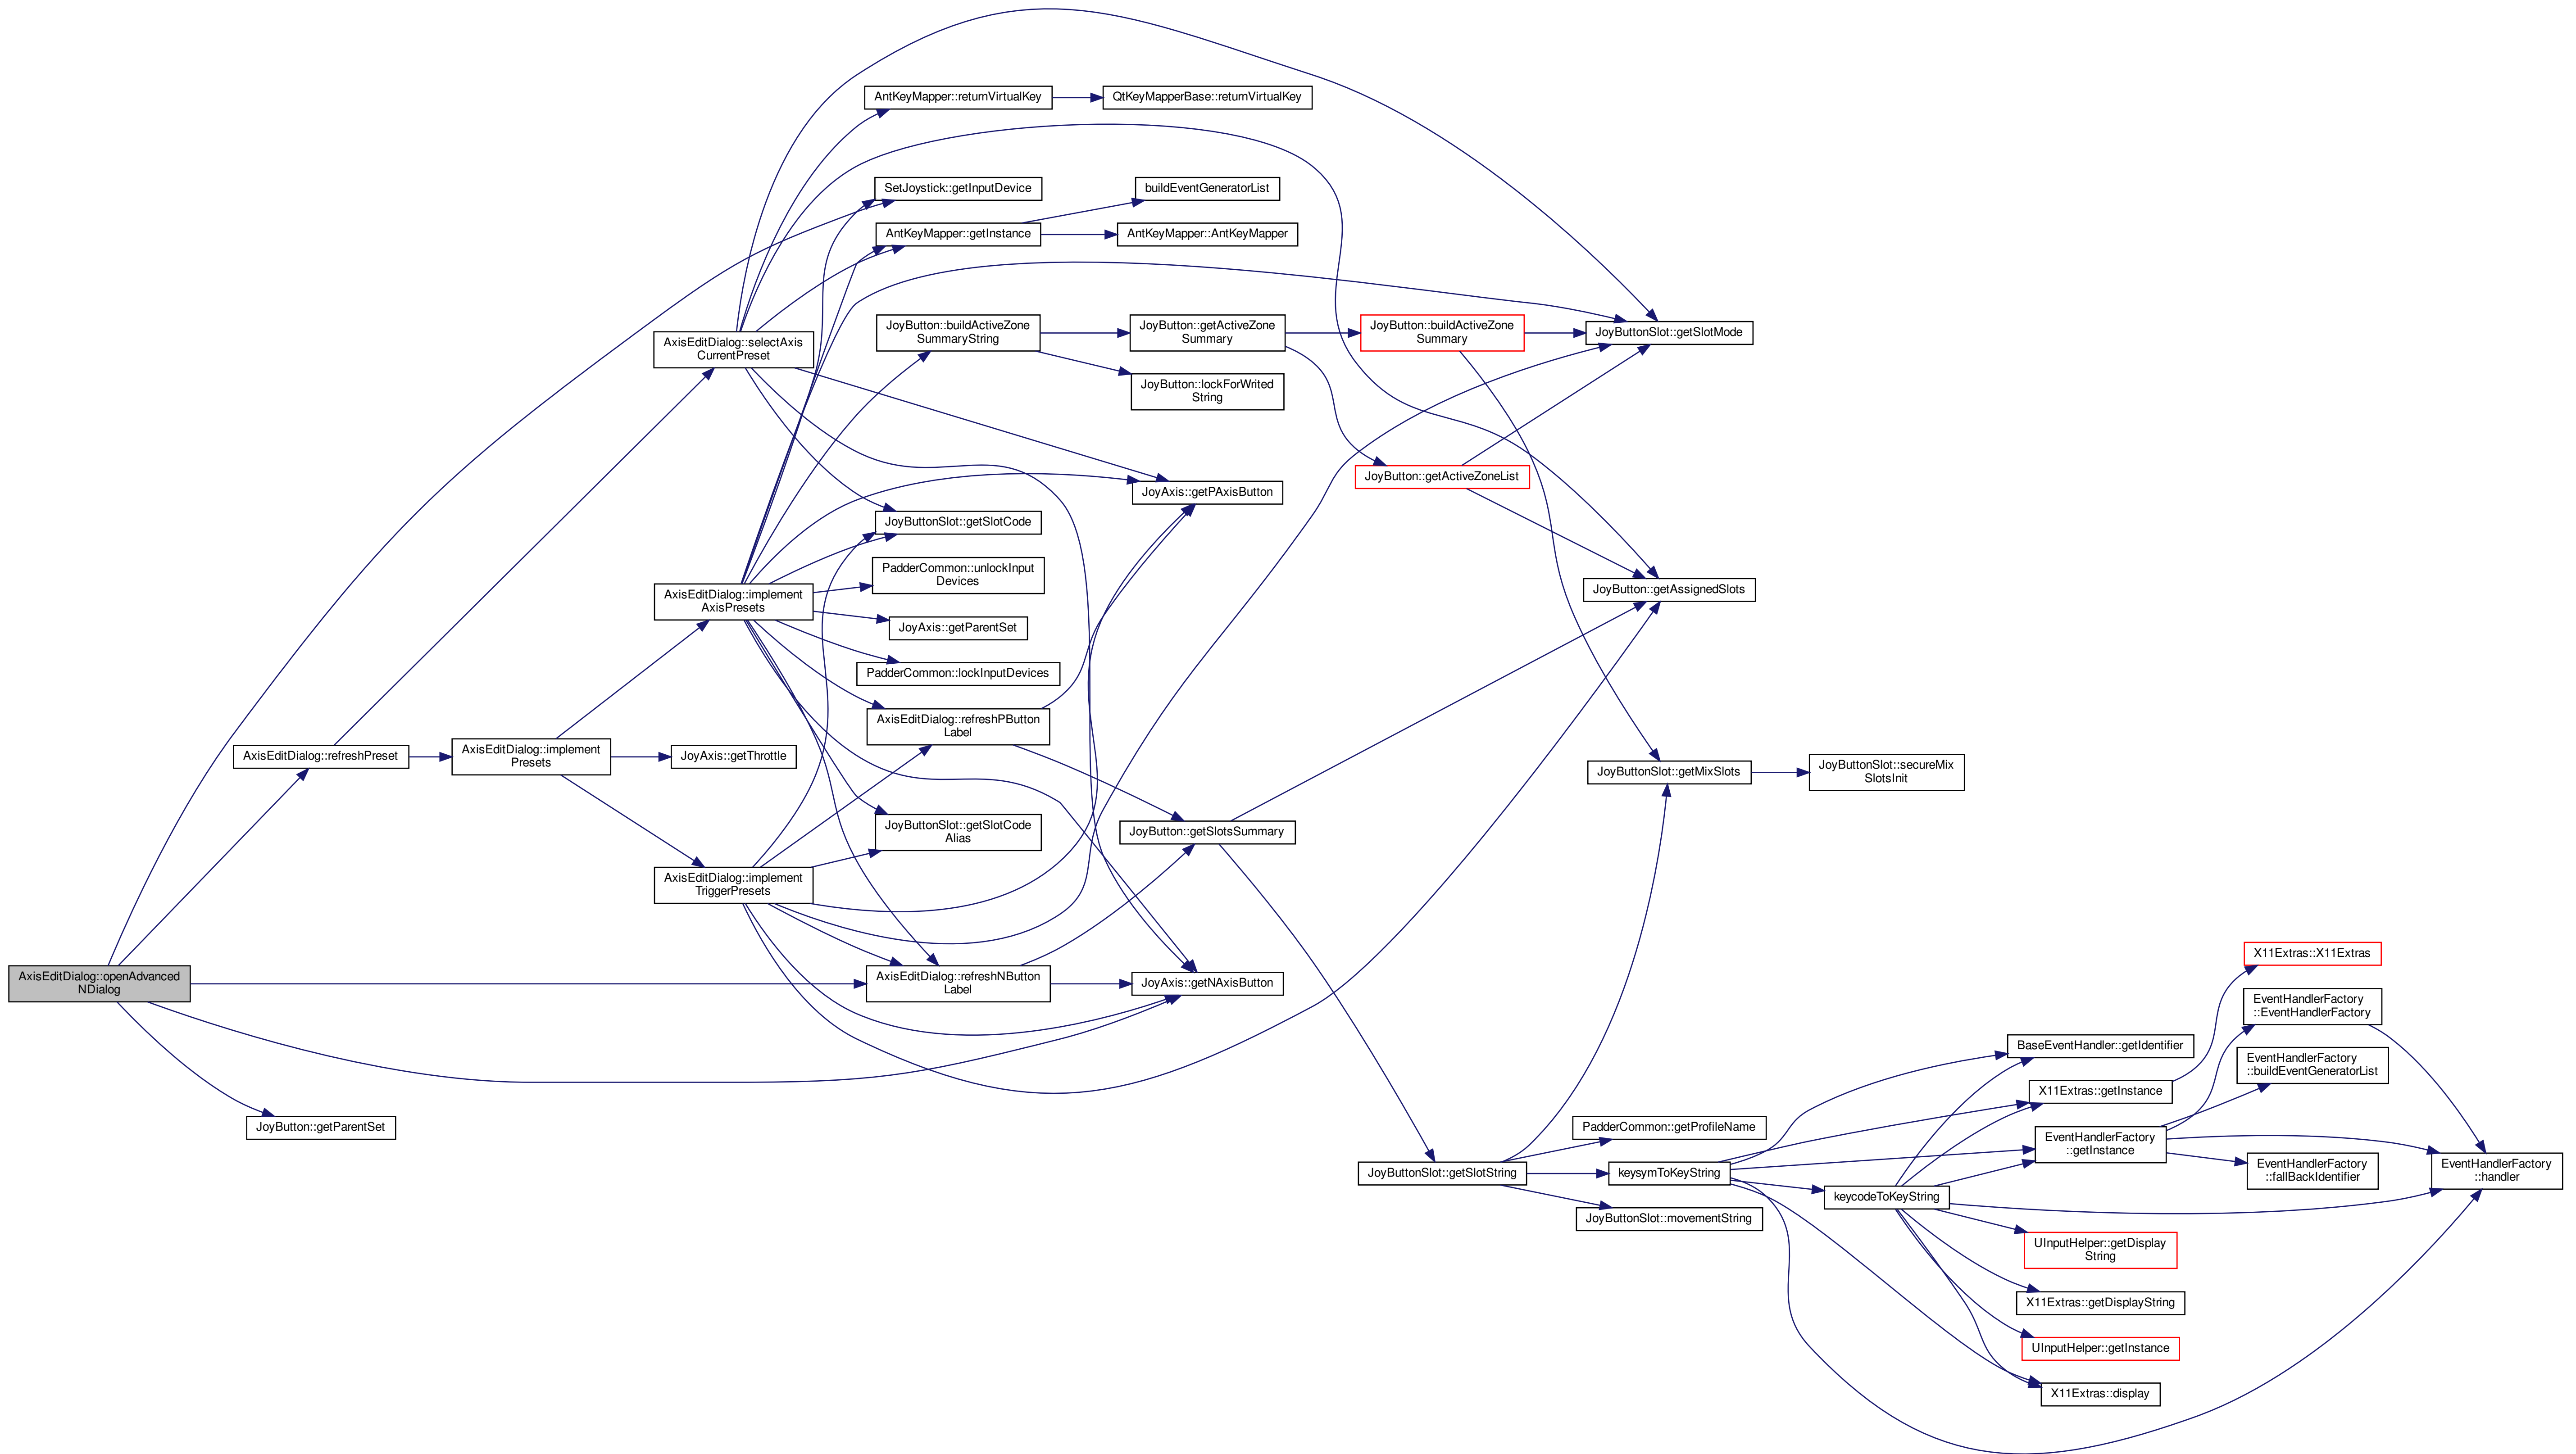 AntKeyMapper::returnVirtualKey
QtKeyMapperBase::returnVirtualKey
SetJoystick::getInputDevice
buildEventGeneratorList
AntKeyMapper::getInstance
AntKeyMapper::AntKeyMapper
AxisEditDialog::selectAxis
CurrentPreset
JoyButton::buildActiveZone
SummaryString
JoyButton::getActiveZone
Summary
JoyButton::buildActiveZone
Summary
JoyButtonSlot::getSlotMode
JoyButton::lockForWrited
String
JoyButton::getActiveZoneList
JoyAxis::getPAxisButton
JoyButtonSlot::getSlotCode
PadderCommon::unlockInput
Devices
AxisEditDialog::implement
AxisPresets
JoyButton::getAssignedSlots
JoyAxis::getParentSet
PadderCommon::lockInputDevices
AxisEditDialog::refreshPButton
Label
AxisEditDialog::refreshPreset
AxisEditDialog::implement
Presets
JoyAxis::getThrottle
JoyButtonSlot::getMixSlots
JoyButtonSlot::secureMix
SlotsInit
JoyButtonSlot::getSlotCode
Alias
JoyButton::getSlotsSummary
AxisEditDialog::implement
TriggerPresets
AxisEditDialog::openAdvanced
NDialog
AxisEditDialog::refreshNButton
Label
JoyAxis::getNAxisButton
X11Extras::X11Extras
EventHandlerFactory
::EventHandlerFactory
BaseEventHandler::getIdentifier
EventHandlerFactory
::buildEventGeneratorList
X11Extras::getInstance
JoyButton::getParentSet
PadderCommon::getProfileName
EventHandlerFactory
::getInstance
JoyButtonSlot::getSlotString
keysymToKeyString
EventHandlerFactory
::fallBackIdentifier
EventHandlerFactory
::handler
keycodeToKeyString
JoyButtonSlot::movementString
UInputHelper::getDisplay
String
X11Extras::getDisplayString
UInputHelper::getInstance
X11Extras::display